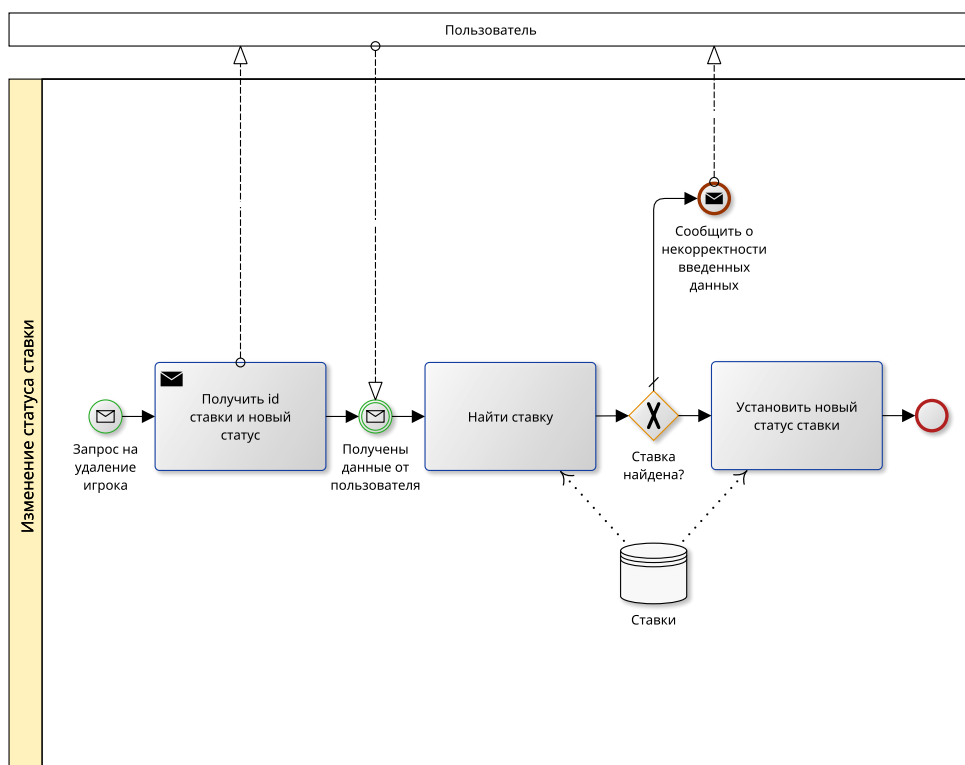 Пользователь
Изменение статуса ставки
Сообщить о
некорректности
введенных
данных
Получить id
ставки и новый
статус
Найти ставку
Установить новый
статус ставки
Запрос на
удаление
игрока
Получены
данные от
пользователя
Ставка
найдена?
Ставки